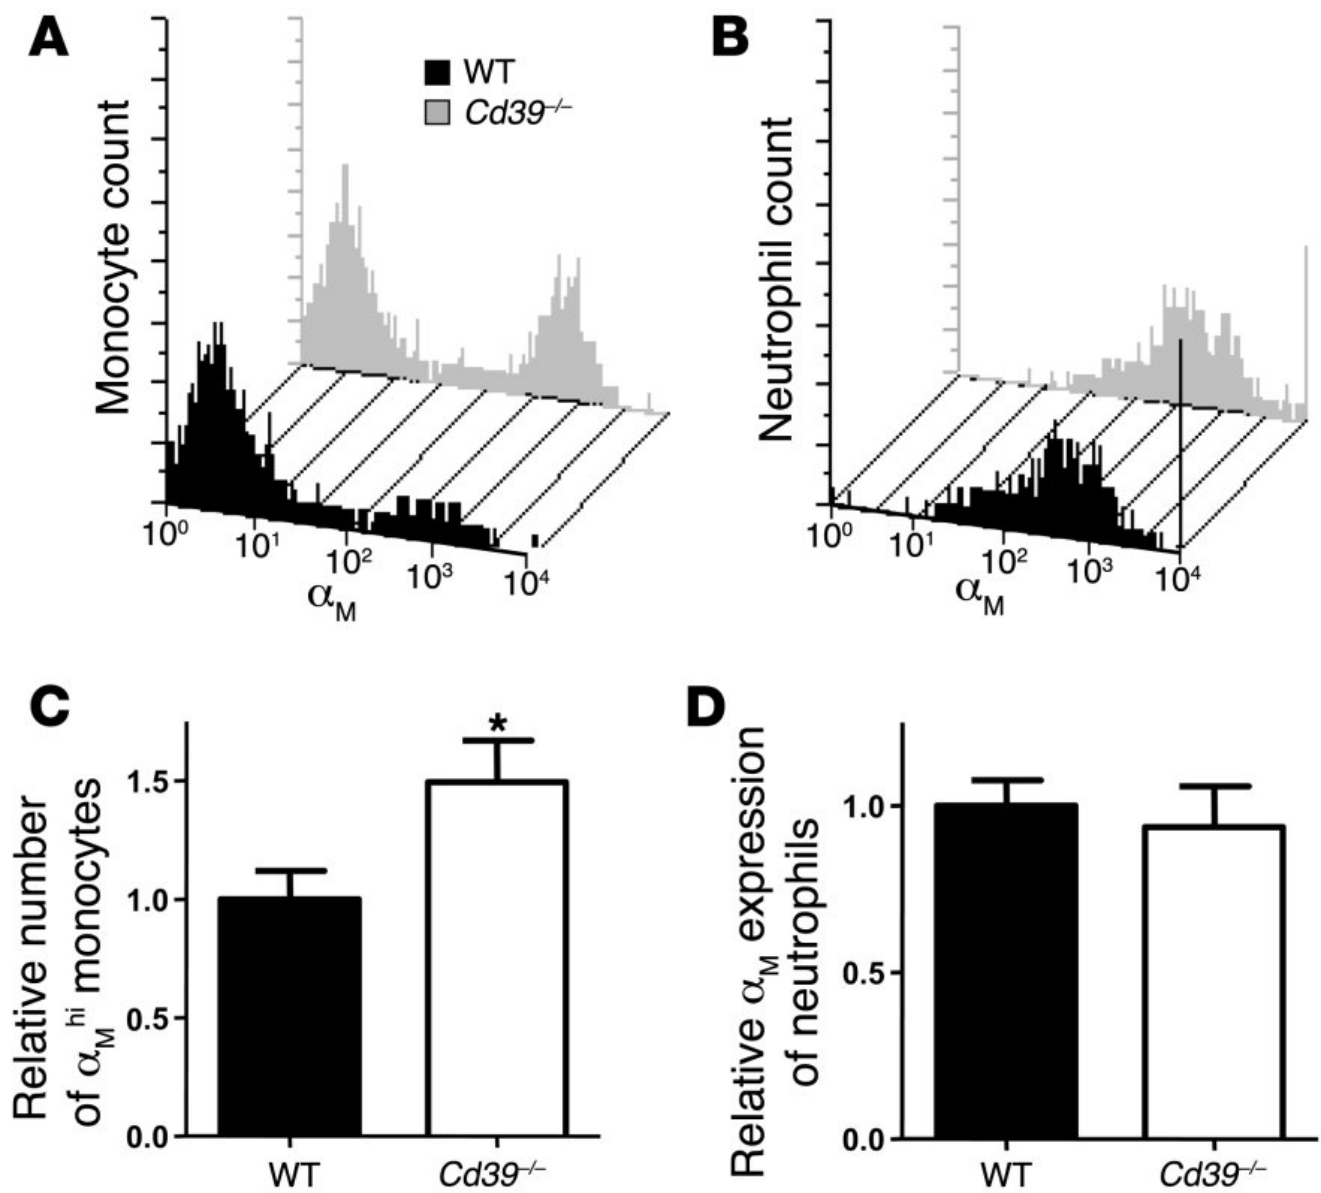 A
B
WT
Cd39⁻/⁻
Monocyte count
10⁰
10¹
10²
10³
10⁴
αM
Neutrophil count
10⁰
10¹
10²
10³
10⁴
αM
C
Relative number
of αMʰⁱ monocytes
1.5
1.0
0.5
0.0
WT
Cd39⁻/⁻
*
D
Relative αM expression
of neutrophils
1.0
0.5
0.0
WT
Cd39⁻/⁻